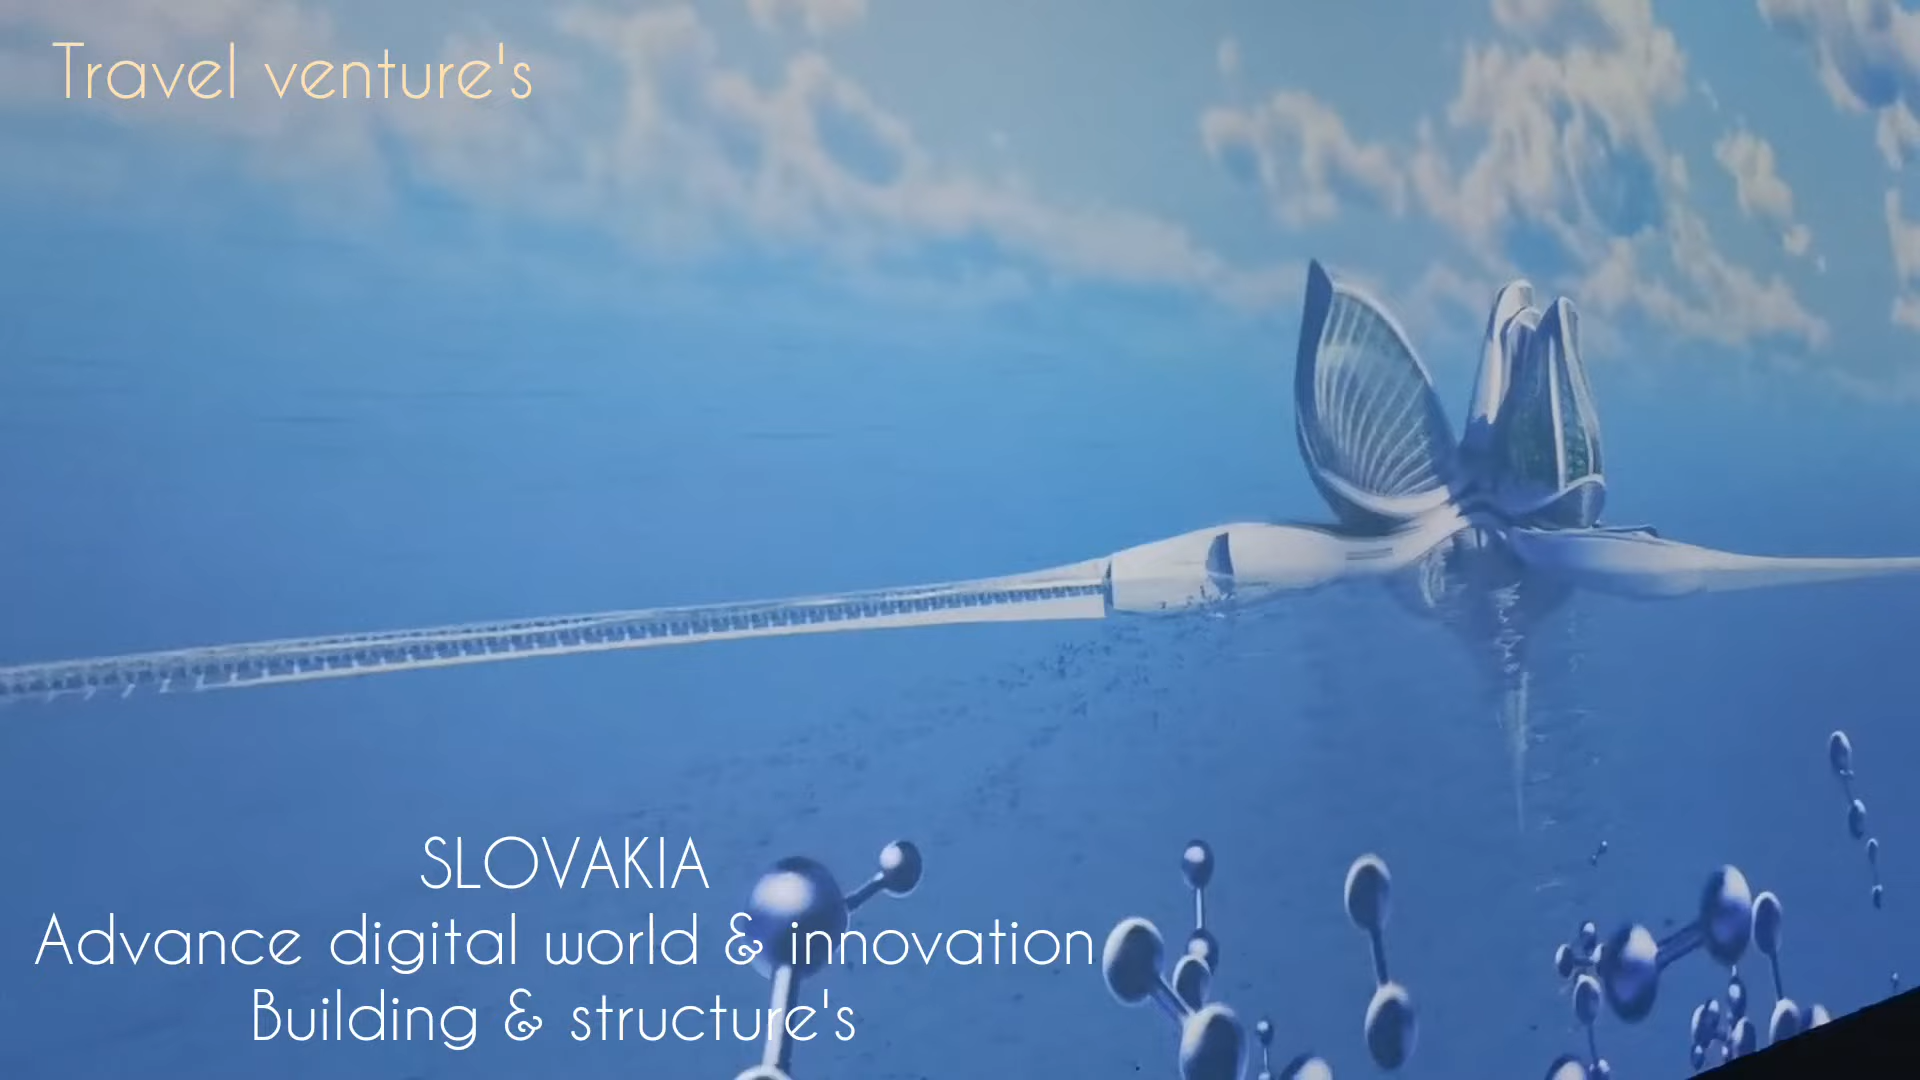 Travel venture's
SLOVAKIA
Advance digital world & innovation
Building & structure's